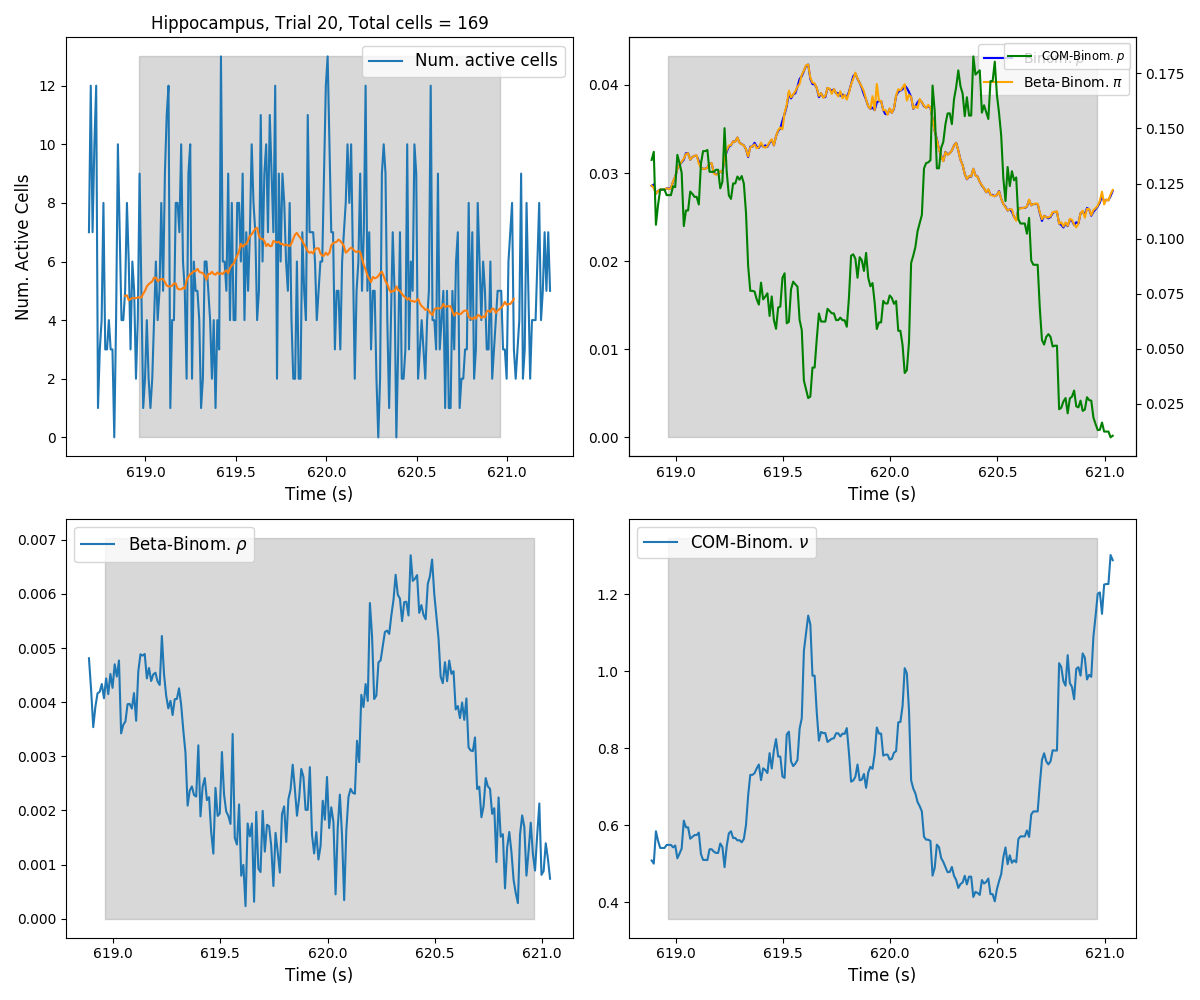 Hippocampus, Trial 20, Total cells = 169
Num. active cells
Num. Active Cells
12
10
8
6
4
2
0
619.0 619.5 620.0 620.5 621.0
Time (s)
COM-Binom. p
Beta-Binom. π
0.04
0.03
0.02
0.01
0.00
0.175
0.150
0.125
0.100
0.075
0.050
0.025
619.0 619.5 620.0 620.5 621.0
Time (s)
Beta-Binom. ρ
0.007
0.006
0.005
0.004
0.003
0.002
0.001
0.000
619.0 619.5 620.0 620.5 621.0
Time (s)
COM-Binom. ν
1.2
1.0
0.8
0.6
0.4
619.0 619.5 620.0 620.5 621.0
Time (s)